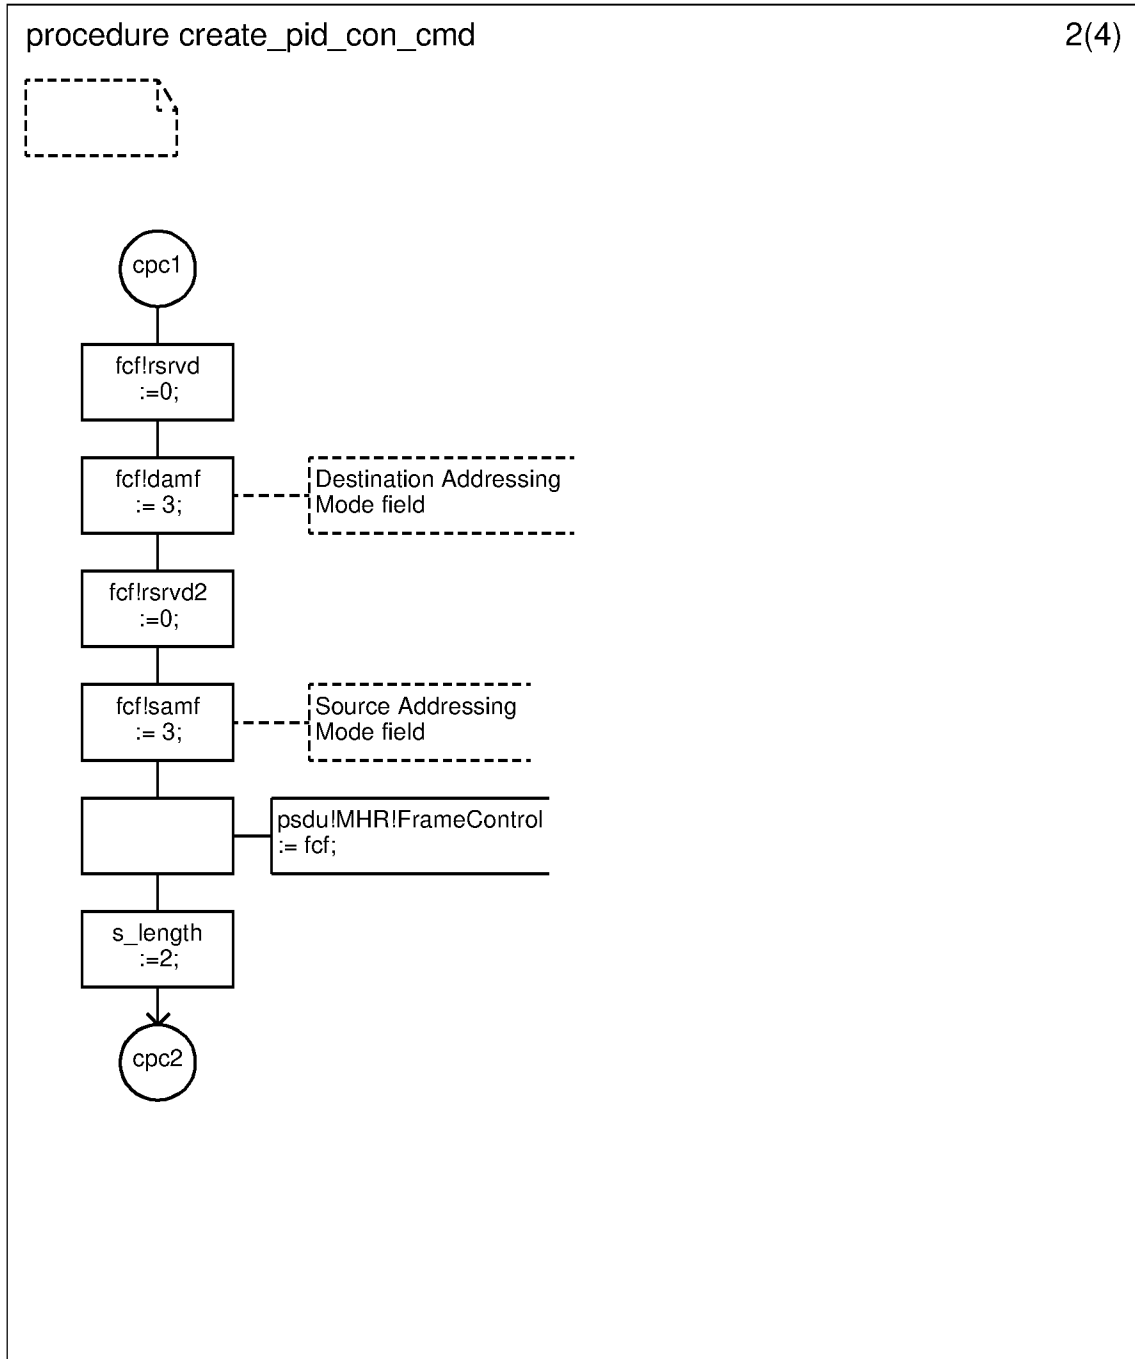 procedure create_pid_con_cmd
2(4)
cpc1
fcf!rsrvd
:=0;
fcf!damf
:= 3;
Destination Addressing
Mode field
fcf!rsrvd2
:=0;
fcf!samf
:= 3;
Source Addressing
Mode field
psdu!MHR!FrameControl
:= fcf;
s_length
:=2;
cpc2